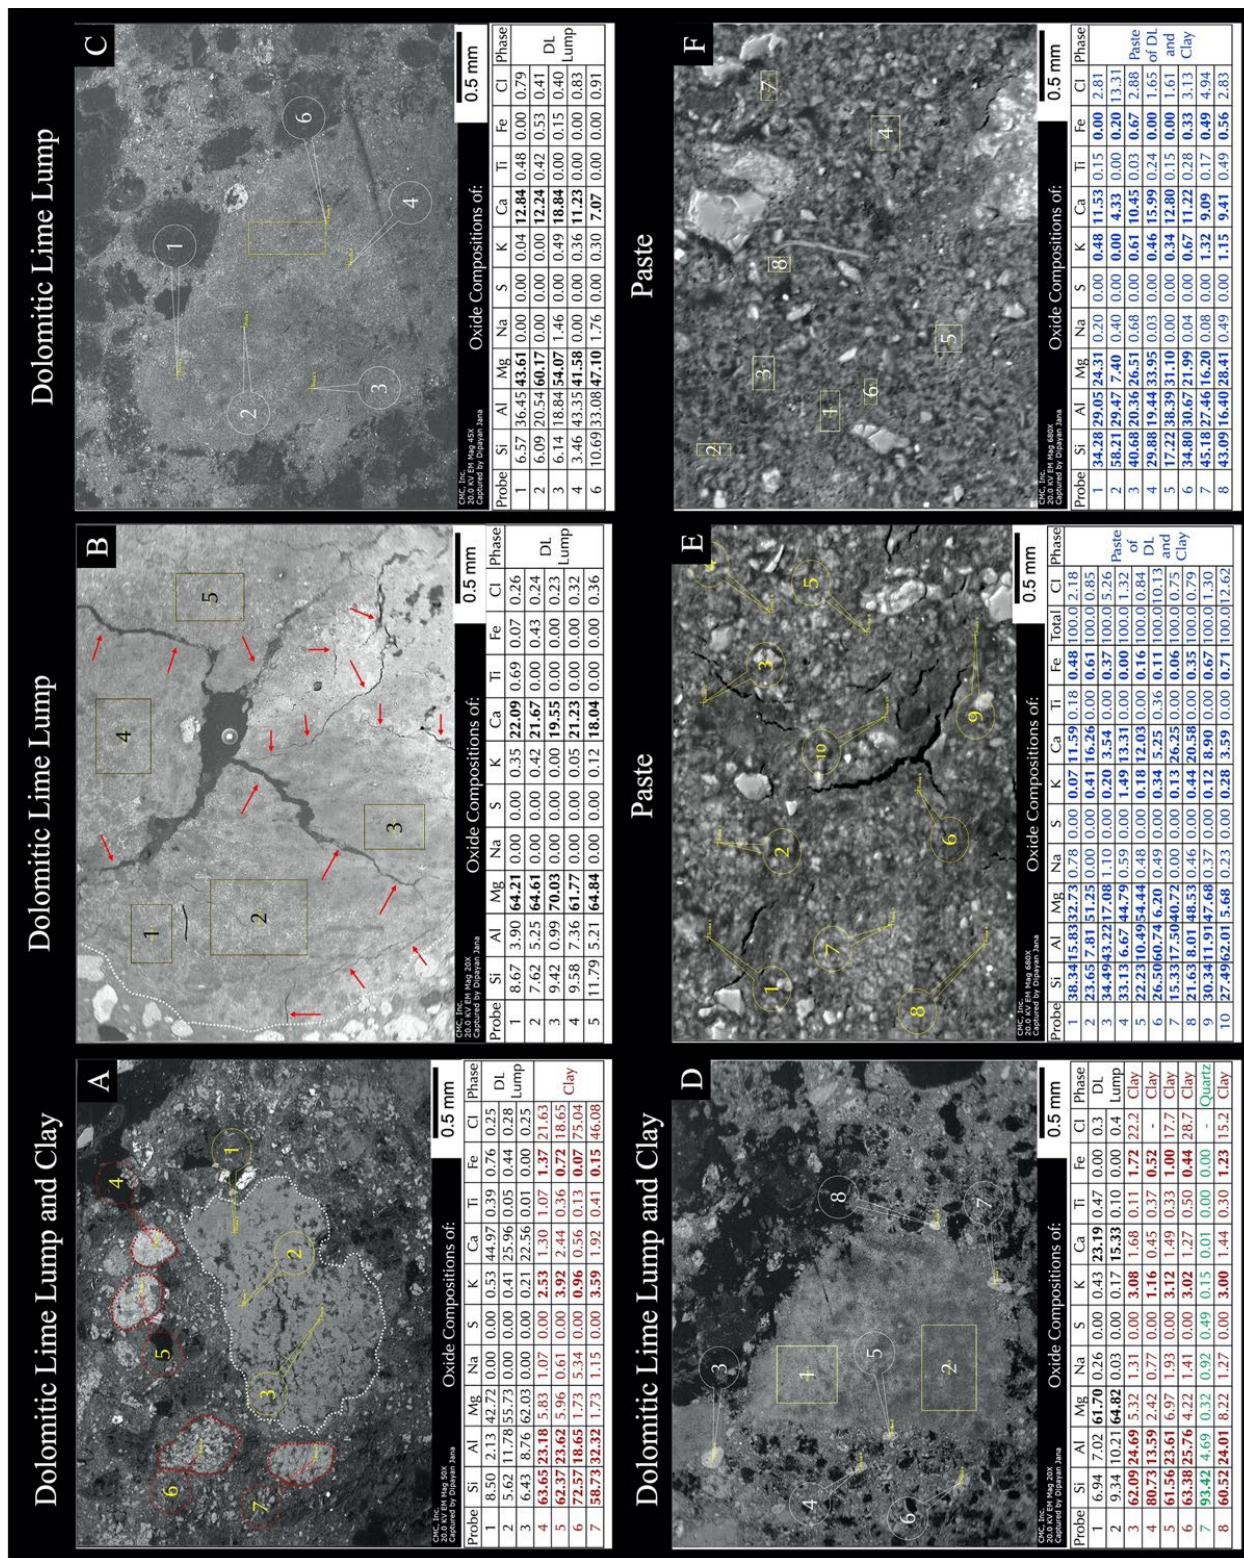 Dolomitic Lime Lump and Clay
A
1
2
3
4
5
6
7
CMC, Inc.
20.0 KV EM Mag 50X
Captured by Dipayan Jana
0.5 mm
Oxide Compositions of:
Probe Si Al Mg Na S K Ca Ti Fe Cl Phase
1 8.50 2.13 42.72 0.00 0.00 0.53 44.97 0.39 0.76 0.25 DL
2 5.62 11.78 55.73 0.00 0.00 0.41 25.96 0.05 0.44 0.28 Lump
3 6.43 8.76 62.03 0.00 0.00 0.21 22.56 0.01 0.00 0.25
4 63.65 23.18 5.83 1.07 0.00 2.53 1.30 1.07 1.37 21.63
5 62.37 23.62 5.96 0.61 0.00 3.92 2.44 0.36 0.72 18.65 Clay
6 72.57 18.65 1.73 5.34 0.00 0.96 0.56 0.13 0.07 75.04
7 58.73 32.32 1.73 1.15 0.00 3.59 1.92 0.41 0.15 46.08
Dolomitic Lime Lump
B
1
2
3
4
5
CMC, Inc.
20.0 KV EM Mag 20X
Captured by Dipayan Jana
0.5 mm
Oxide Compositions of:
Probe Si Al Mg Na S K Ca Ti Fe Cl Phase
1 8.67 3.90 64.21 0.00 0.00 0.35 22.09 0.69 0.07 0.26
2 7.62 5.25 64.61 0.00 0.00 0.42 21.67 0.00 0.43 0.24 DL
3 9.42 0.99 70.03 0.00 0.00 0.00 19.55 0.00 0.00 0.23 Lump
4 9.58 7.36 61.77 0.00 0.00 0.05 21.23 0.00 0.00 0.32
5 11.79 5.21 64.84 0.00 0.00 0.12 18.04 0.00 0.00 0.36
Dolomitic Lime Lump
C
1
2
3
4
6
CMC, Inc.
20.0 KV EM Mag 45X
Captured by Dipayan Jana
0.5 mm
Oxide Compositions of:
Probe Si Al Mg Na S K Ca Ti Fe Cl Phase
1 6.57 36.45 43.61 0.00 0.00 0.04 12.84 0.48 0.00 0.79
2 6.09 20.54 60.17 0.00 0.00 0.00 12.24 0.42 0.53 0.41 DL
3 6.14 18.84 54.07 1.46 0.00 0.49 18.84 0.00 0.15 0.40 Lump
4 3.46 43.35 41.58 0.00 0.00 0.36 11.23 0.00 0.00 0.83
6 10.69 33.08 47.10 1.76 0.00 0.30 7.07 0.00 0.00 0.91
Dolomitic Lime Lump and Clay
D
1
2
3
4
5
6
7
8
CMC, Inc.
20.0 KV EM Mag 20X
Captured by Dipayan Jana
0.5 mm
Oxide Compositions of:
Probe Si Al Mg Na S K Ca Ti Fe Cl Phase
1 6.94 7.02 61.70 0.26 0.00 0.43 23.19 0.47 0.00 0.3 DL
2 9.34 10.21 64.82 0.03 0.00 0.17 15.33 0.10 0.00 0.4 Lump
3 62.09 24.69 5.32 1.31 0.00 3.08 1.68 0.11 1.72 22.2 Clay
4 80.73 13.59 2.42 0.77 0.00 1.16 0.45 0.37 0.52 - Clay
5 61.56 23.61 6.97 1.93 0.00 3.12 1.49 0.33 1.00 17.7 Clay
6 63.38 25.76 4.22 1.41 0.00 3.02 1.27 0.50 0.44 28.7 Clay
7 93.42 4.69 0.32 0.92 0.49 0.15 0.01 0.00 0.00 - Quartz
8 60.52 24.01 8.22 1.27 0.00 3.00 1.44 0.30 1.23 15.2 Clay
Paste
E
1
2
3
4
5
6
7
8
9
10
CMC, Inc.
20.0 KV EM Mag 680X
Captured by Dipayan Jana
0.5 mm
Oxide Compositions of:
Probe Si Al Mg Na S K Ca Ti Fe Total Cl Phase
1 38.34 15.83 32.73 0.78 0.00 0.07 11.59 0.18 0.48 100.0 2.18
2 23.65 7.81 51.25 0.00 0.00 0.41 16.26 0.00 0.61 100.0 0.85
3 34.49 43.22 17.08 1.10 0.00 0.20 3.54 0.00 0.37 100.0 5.26
4 33.13 6.67 44.79 0.59 0.00 1.49 13.31 0.00 0.00 100.0 1.32 Paste
5 22.23 10.49 54.44 0.48 0.00 0.18 12.03 0.00 0.16 100.0 0.84 of
6 26.50 60.74 6.20 0.49 0.00 0.34 5.25 0.36 0.11 100.0 10.13 DL
7 15.33 17.50 40.72 0.00 0.00 0.13 26.25 0.00 0.06 100.0 0.75 and
8 21.63 8.01 48.53 0.46 0.00 0.44 20.58 0.00 0.35 100.0 0.79 Clay
9 30.34 11.91 47.68 0.37 0.00 0.12 8.90 0.00 0.67 100.0 1.30
10 27.49 62.01 5.68 0.23 0.00 0.28 3.59 0.00 0.71 100.0 12.62
Paste
F
1
2
3
4
5
6
7
8
CMC, Inc.
20.0 KV EM Mag 680X
Captured by Dipayan Jana
0.5 mm
Oxide Compositions of:
Probe Si Al Mg Na S K Ca Ti Fe Cl Phase
1 34.28 29.05 24.31 0.20 0.00 0.48 11.53 0.15 0.00 2.81
2 58.21 29.47 7.40 0.40 0.00 0.00 4.33 0.00 0.20 13.31
3 40.68 20.36 26.51 0.68 0.00 0.61 10.45 0.03 0.67 2.88 Paste
4 29.88 19.44 33.95 0.03 0.00 0.46 15.99 0.24 0.00 1.65 of DL
5 17.22 38.39 31.10 0.00 0.00 0.34 12.80 0.15 0.00 1.61 and
6 34.80 30.67 21.99 0.04 0.00 0.67 11.22 0.28 0.33 3.13 Clay
7 45.18 27.46 16.20 0.08 0.00 1.32 9.09 0.17 0.49 4.94
8 43.09 16.40 28.41 0.49 0.00 1.15 9.41 0.49 0.56 2.83